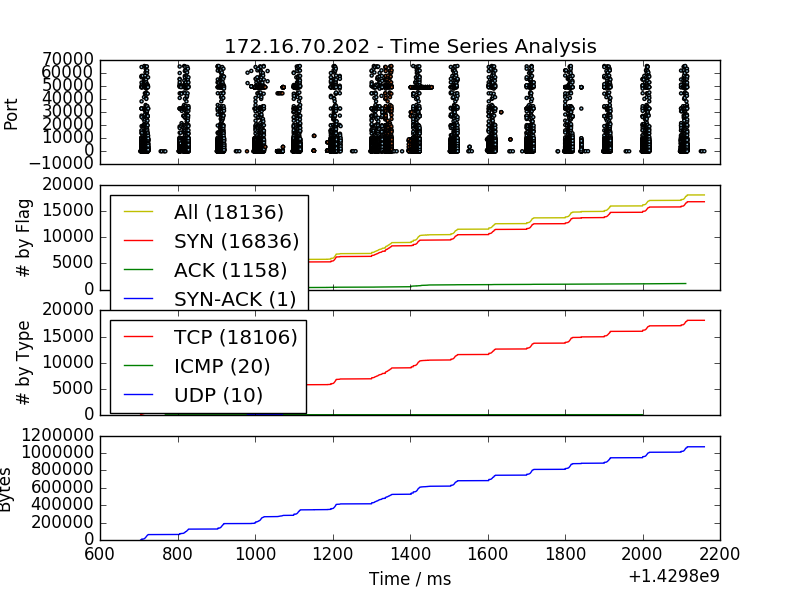 172.16.70.202 - Time Series Analysis
70000
60000
50000
40000
30000
20000
10000
0
−10000
Port
20000
15000
10000
5000
0
# by Flag
All (18136)
SYN (16836)
ACK (1158)
SYN-ACK (1)
20000
15000
10000
5000
0
# by Type
TCP (18106)
ICMP (20)
UDP (10)
1200000
1000000
800000
600000
400000
200000
0
Bytes
600 800 1000 1200 1400 1600 1800 2000 2200
Time / ms
+1.4298e9